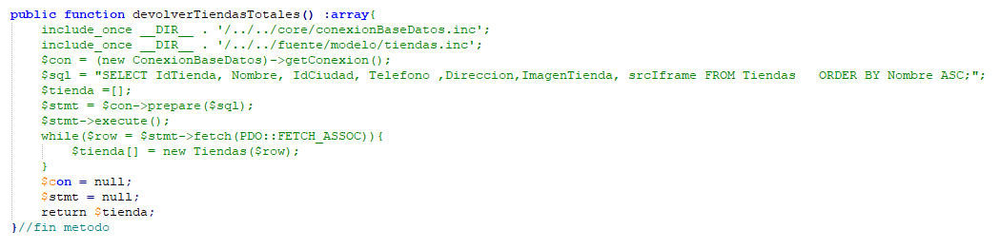 public function devolverTiendasTotales() :array{
include_once __DIR__ . '/../../core/conexionBaseDatos.inc';
include_once __DIR__ . '/../../fuente/modelo/tiendas.inc';
$con = (new ConexionBaseDatos)->getConexion();
$sql = "SELECT IdTienda, Nombre, IdCiudad, Telefono ,Direccion,ImagenTienda, srcIframe FROM Tiendas   ORDER BY Nombre ASC;";
$tienda =[];
$stmt = $con->prepare($sql);
$stmt->execute();
while($row = $stmt->fetch(PDO::FETCH_ASSOC)){
$tienda[] = new Tiendas($row);
}
$con = null;
$stmt = null;
return $tienda;
}//fin metodo